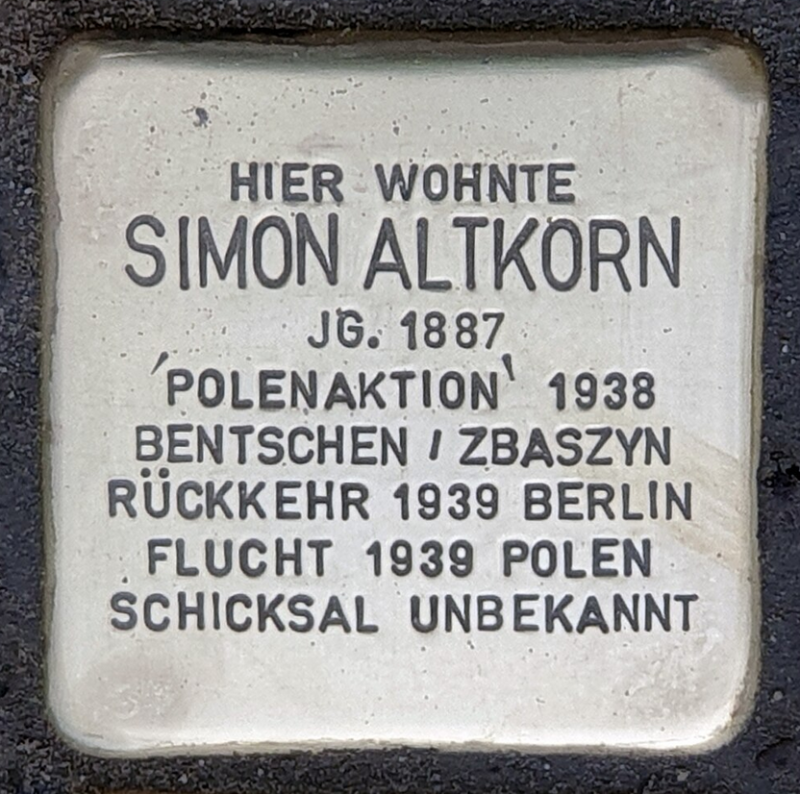 HIER WOHNTE
SIMON ALTKORN
JG. 1887
'POLENAKTION' 1938
BENTSCHEN / ZBASZYN
RÜCKKEHR 1939 BERLIN
FLUCHT 1939 POLEN
SCHICKSAL UNBEKANNT